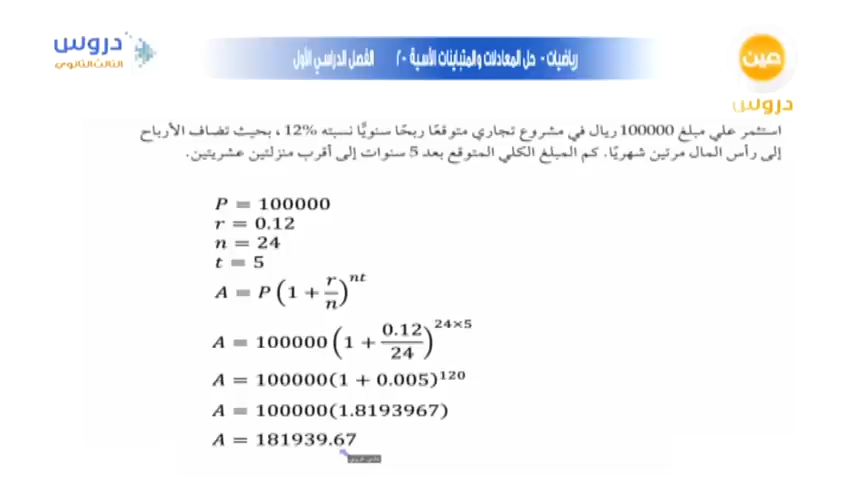 دروس
الثالث الثانوي
رياضيات - حل المعادلات والمتباينات الأسية -٢ الفصل الدراسي الأول
عين
دروس
استثمر علي مبلغ 100000 ريال في مشروع تجاري متوقعًا ربحًا سنويًّا نسبته 12% ، بحيث تضاف الأرباح
إلى رأس المال مرتين شهريًا. كم المبلغ الكلي المتوقع بعد 5 سنوات إلى أقرب منزلتين عشريتين.
P = 100000
r = 0.12
n = 24
t = 5
A = P(1 + r/n)^nt
A = 100000(1 + 0.12/24)^24×5
A = 100000(1 + 0.005)^120
A = 100000(1.8193967)
A = 181939.67